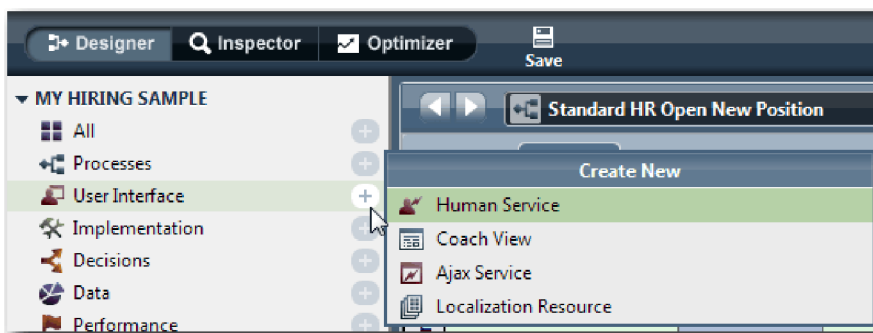 Designer Inspector Optimizer
Save
MY HIRING SAMPLE
Standard HR Open New Position
All
Processes
User Interface
Implementation
Decisions
Data
Performance
Create New
Human Service
Coach View
Ajax Service
Localization Resource